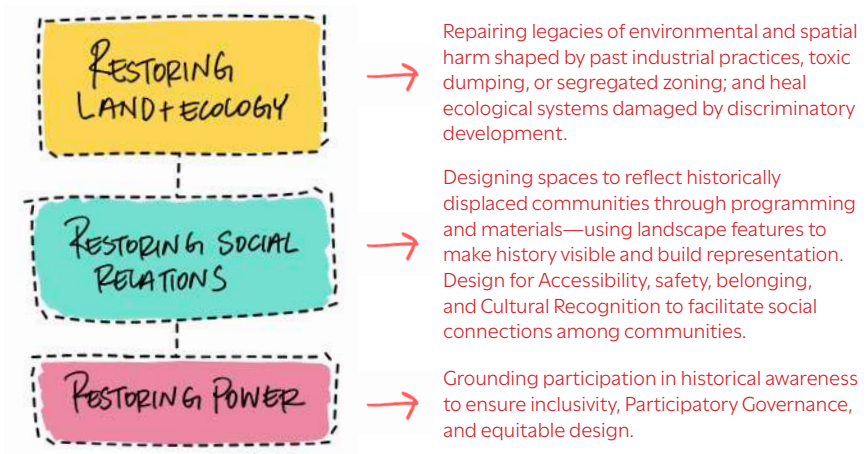 RESTORING
LAND+ECOLOGY
Repairing legacies of environmental and spatial
harm shaped by past industrial practices, toxic
dumping, or segregated zoning; and heal
ecological systems damaged by discriminatory
development.
RESTORING SOCIAL
RELATIONS
Designing spaces to reflect historically
displaced communities through programming
and materials—using landscape features to
make history visible and build representation.
Design for Accessibility, safety, belonging,
and Cultural Recognition to facilitate social
connections among communities.
RESTORING POWER
Grounding participation in historical awareness
to ensure inclusivity, Participatory Governance,
and equitable design.